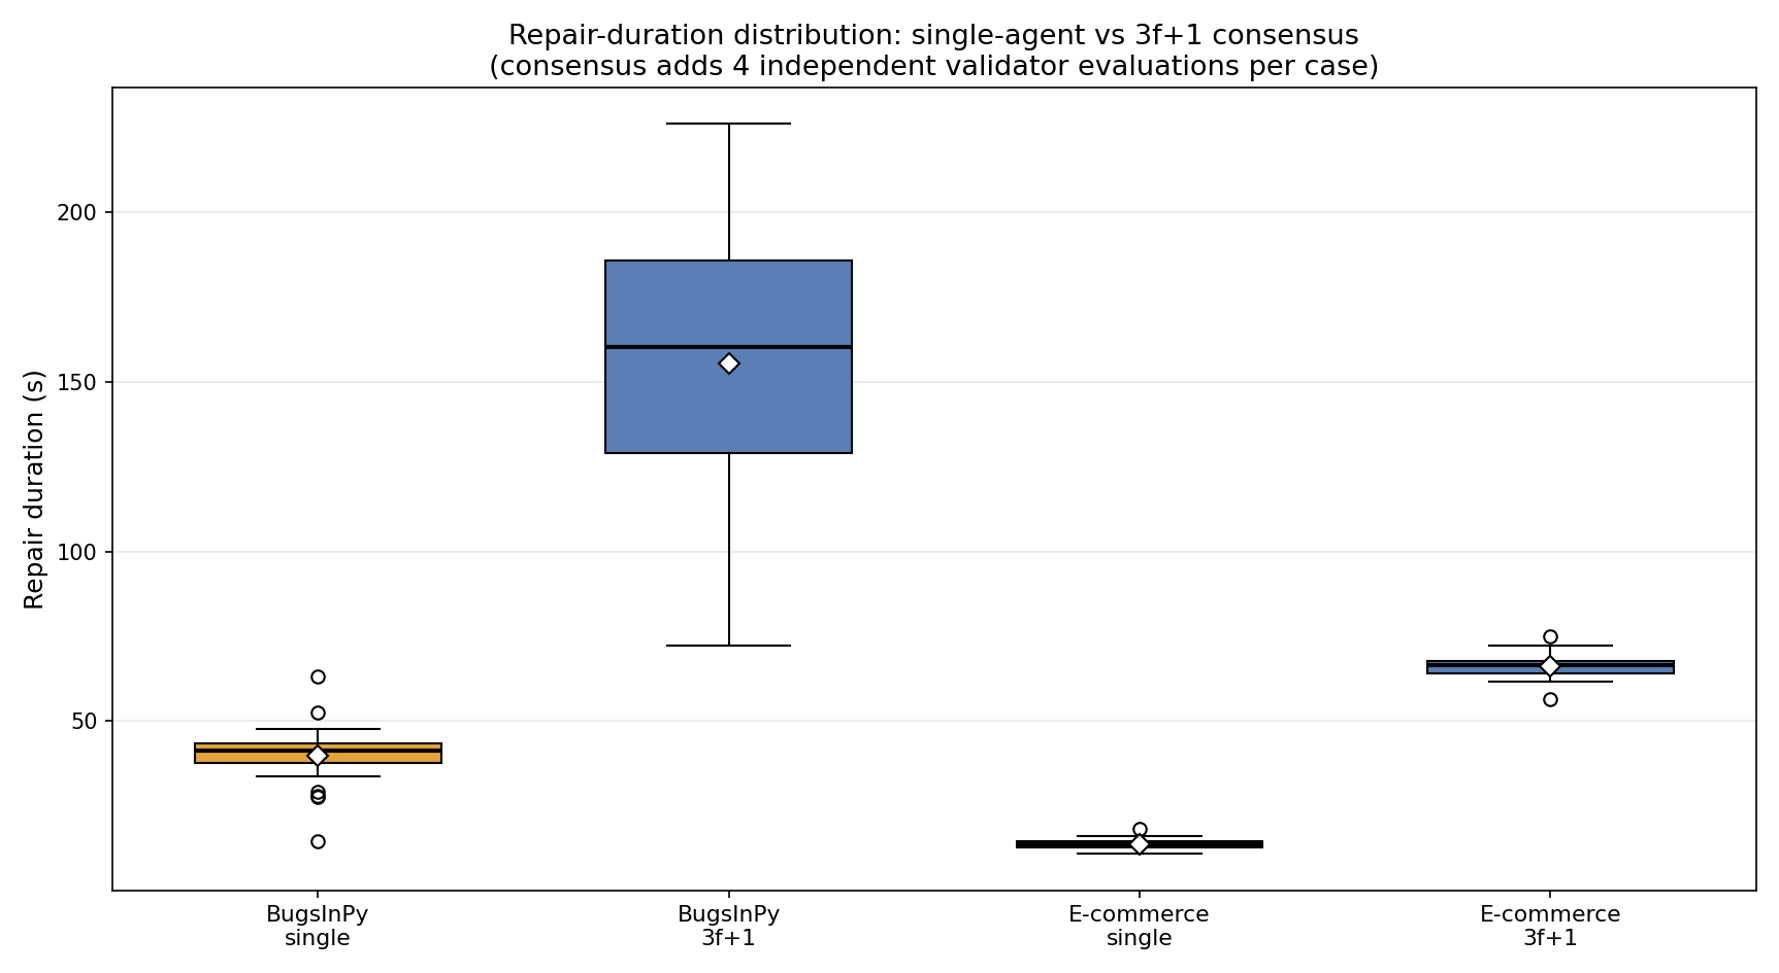 Repair-duration distribution: single-agent vs 3f+1 consensus
(consensus adds 4 independent validator evaluations per case)
Repair duration (s)
200
150
100
50
BugsInPy
single
BugsInPy
3f+1
E-commerce
single
E-commerce
3f+1